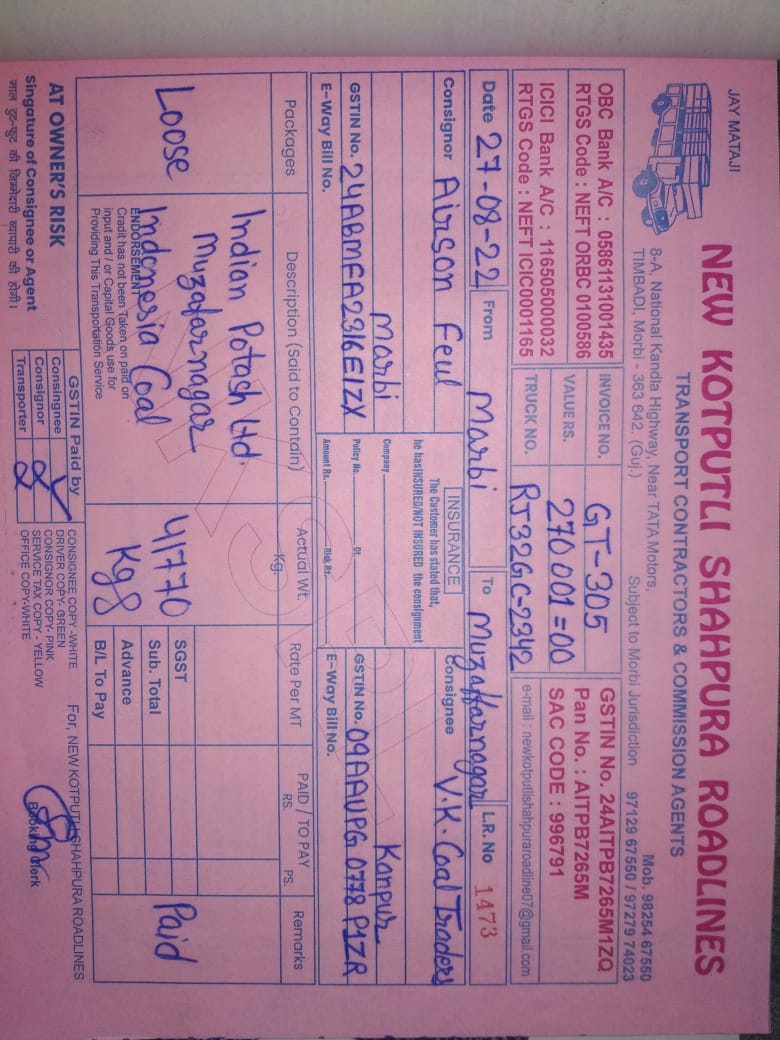 JAY MATAJI
NEW KOTPUTLI SHAHPURA ROADLINES
TRANSPORT CONTRACTORS & COMMISSION AGENTS
8-A, National Kandla Highway, Near TATA Motors,
TIMBADI, Morbi - 363 642. (Guj.)
Subject to Morbi Jurisdiction
Mob. 98254 67550
97129 67550 / 97279 74023
OBC Bank A/C : 05861131001435
RTGS Code : NEFT ORBC 0100586
ICICI Bank A/C : 116505000032
RTGS Code : NEFT ICIC0001165
INVOICE NO. GT-305
VALUE RS. 270001=00
TRUCK NO. RJ32GC-2342
GSTIN No. 24AITPB7265M1ZQ
Pan No. : AITPB7265M
SAC CODE : 996791
e-mail : newkotputlishahpuraroadline07@gmail.com
Date 27-08-22 From Marbi To Muzaffarnagar L.R. No 1473
Consignor Airson Feul
Marbi
GSTIN No. 24ABMFA2316E1ZX
E-Way Bill No.
INSURANCE
The Customer has stated that,
he has INSURED/NOT INSURED the consignment
Company
Policy No. Dt.
Amount Rs. Risk Rs.
Consignee V.K. Coal Traders
Kanpur
GSTIN No. 09AAUPG 0778 P1ZR
E-Way Bill No.
Packages Description (Said to Contain) Actual Wt. Kg. Rate Per MT PAID / TO PAY RS. PS. Remarks
Loose
Indian Potash Ltd.
Muzafarnagar
Indonesia Coal
41770
Kgs
Paid
SGST
Sub. Total
Advance
B/L To Pay
ENDORSEMENT
Cradit has not been Taken on paid on
input and / or Capital Goods use for
Providing This Transportation Service
AT OWNER'S RISK
Singature of Consignee or Agent
माल टूट-फूट की जिम्मेदारी व्यापारी की होगी।
GSTIN Paid by
Consingnee
Consignor
Transporter
CONSIGNEE COPY -WHITE
DRIVER COPY- GREEN
CONSIGNOR COPY- PINK
SERVICE TAX COPY - YELLOW
OFFICE COPY-WHITE
For, NEW KOTPUTLI SHAHPURA ROADLINES
Booking Clerk